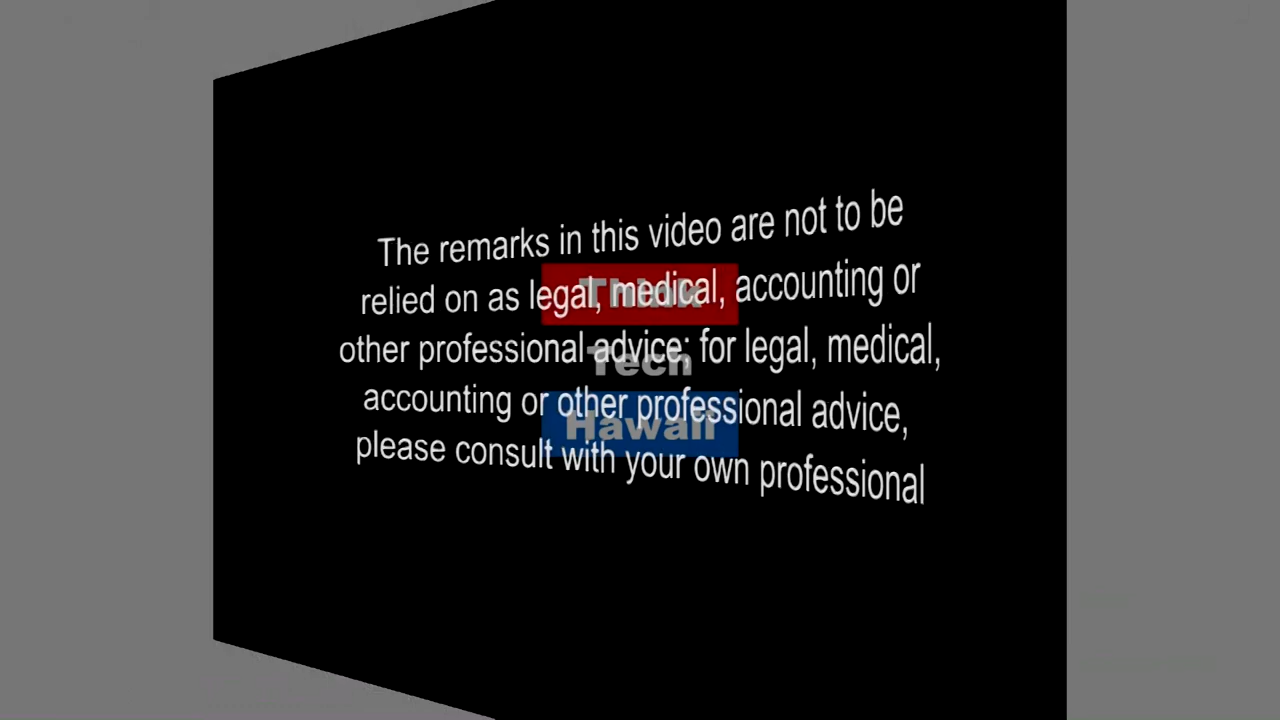 The remarks in this video are not to be
relied on as legal, medical, accounting or
other professional advice; for legal, medical,
accounting or other professional advice,
please consult with your own professional
Think
Tech
Hawaii